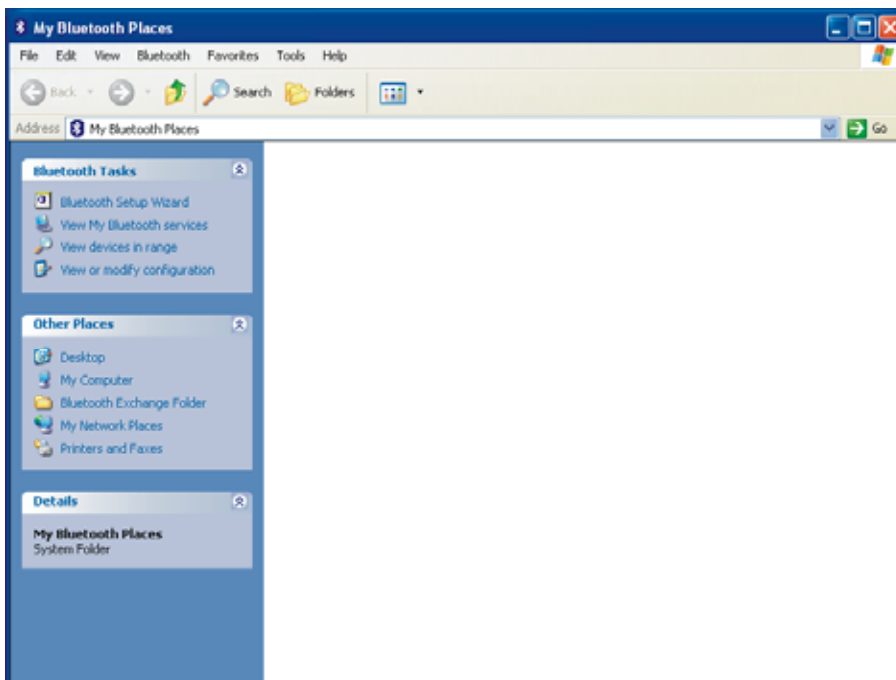 My Bluetooth Places
File Edit View Bluetooth Favorites Tools Help
Back Search Folders
Address My Bluetooth Places Go
Bluetooth Tasks
Bluetooth Setup Wizard
View My Bluetooth services
View devices in range
View or modify configuration
Other Places
Desktop
My Computer
Bluetooth Exchange Folder
My Network Places
Printers and Faxes
Details
My Bluetooth Places
System Folder